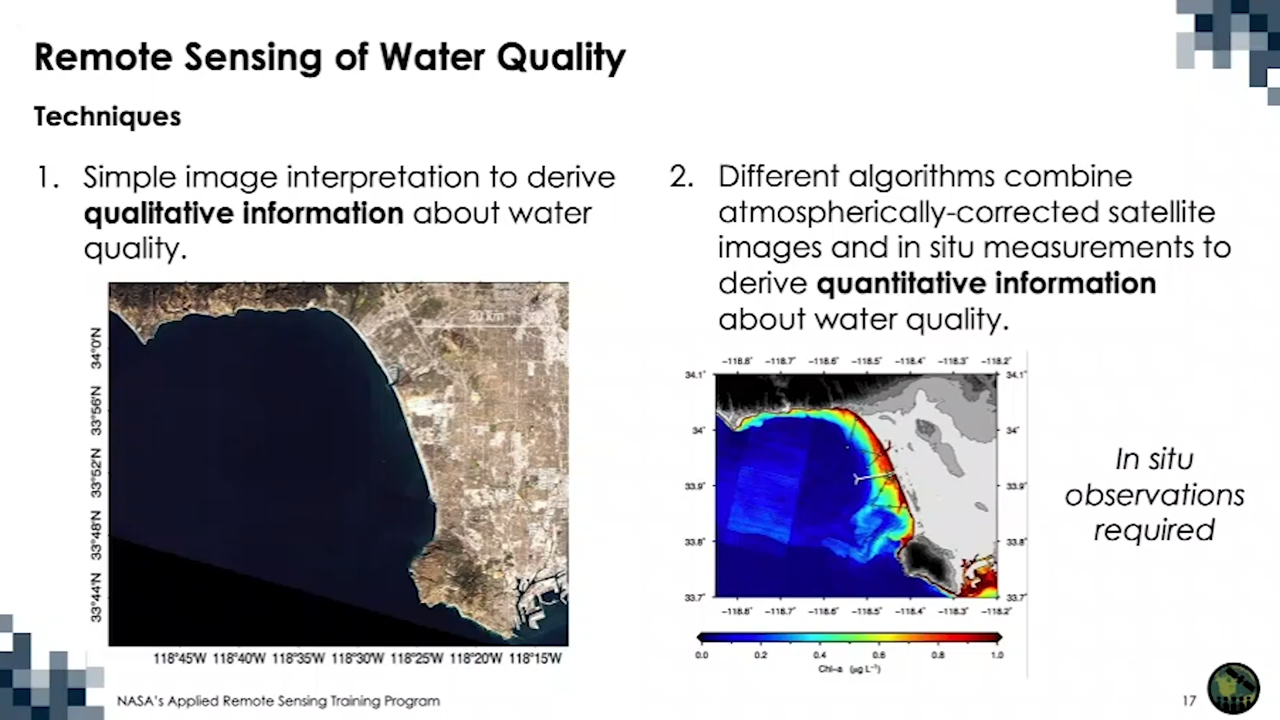 Remote Sensing of Water Quality
Techniques
1. Simple image interpretation to derive
qualitative information about water
quality.
20 km
34°0'N
33°56'N
33°52'N
33°48'N
33°44'N
118°45'W 118°40'W 118°35'W 118°30'W 118°25'W 118°20'W 118°15'W
2. Different algorithms combine
atmospherically-corrected satellite
images and in situ measurements to
derive quantitative information
about water quality.
-118.8° -118.7° -118.6° -118.5° -118.4° -118.3° -118.2°
34.1° 34.1°
34° 34°
33.9° 33.9°
33.8° 33.8°
33.7° 33.7°
-118.8° -118.7° -118.6° -118.5° -118.4° -118.3° -118.2°
0.0 0.2 0.4 0.6 0.8 1.0
Chl-a (µg L⁻¹)
In situ
observations
required
NASA's Applied Remote Sensing Training Program
17